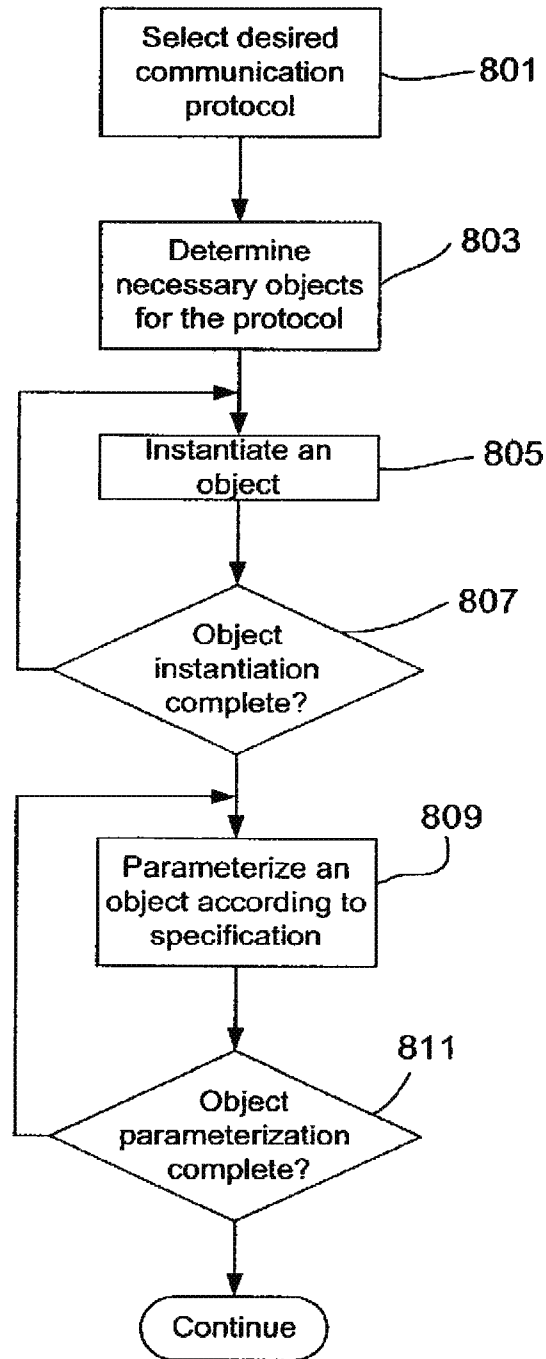 Select desired
communication
protocol
801
Determine
necessary objects
for the protocol
803
Instantiate an
object
805
Object
instantiation
complete?
807
Parameterize an
object according to
specification
809
Object
parameterization
complete?
811
Continue